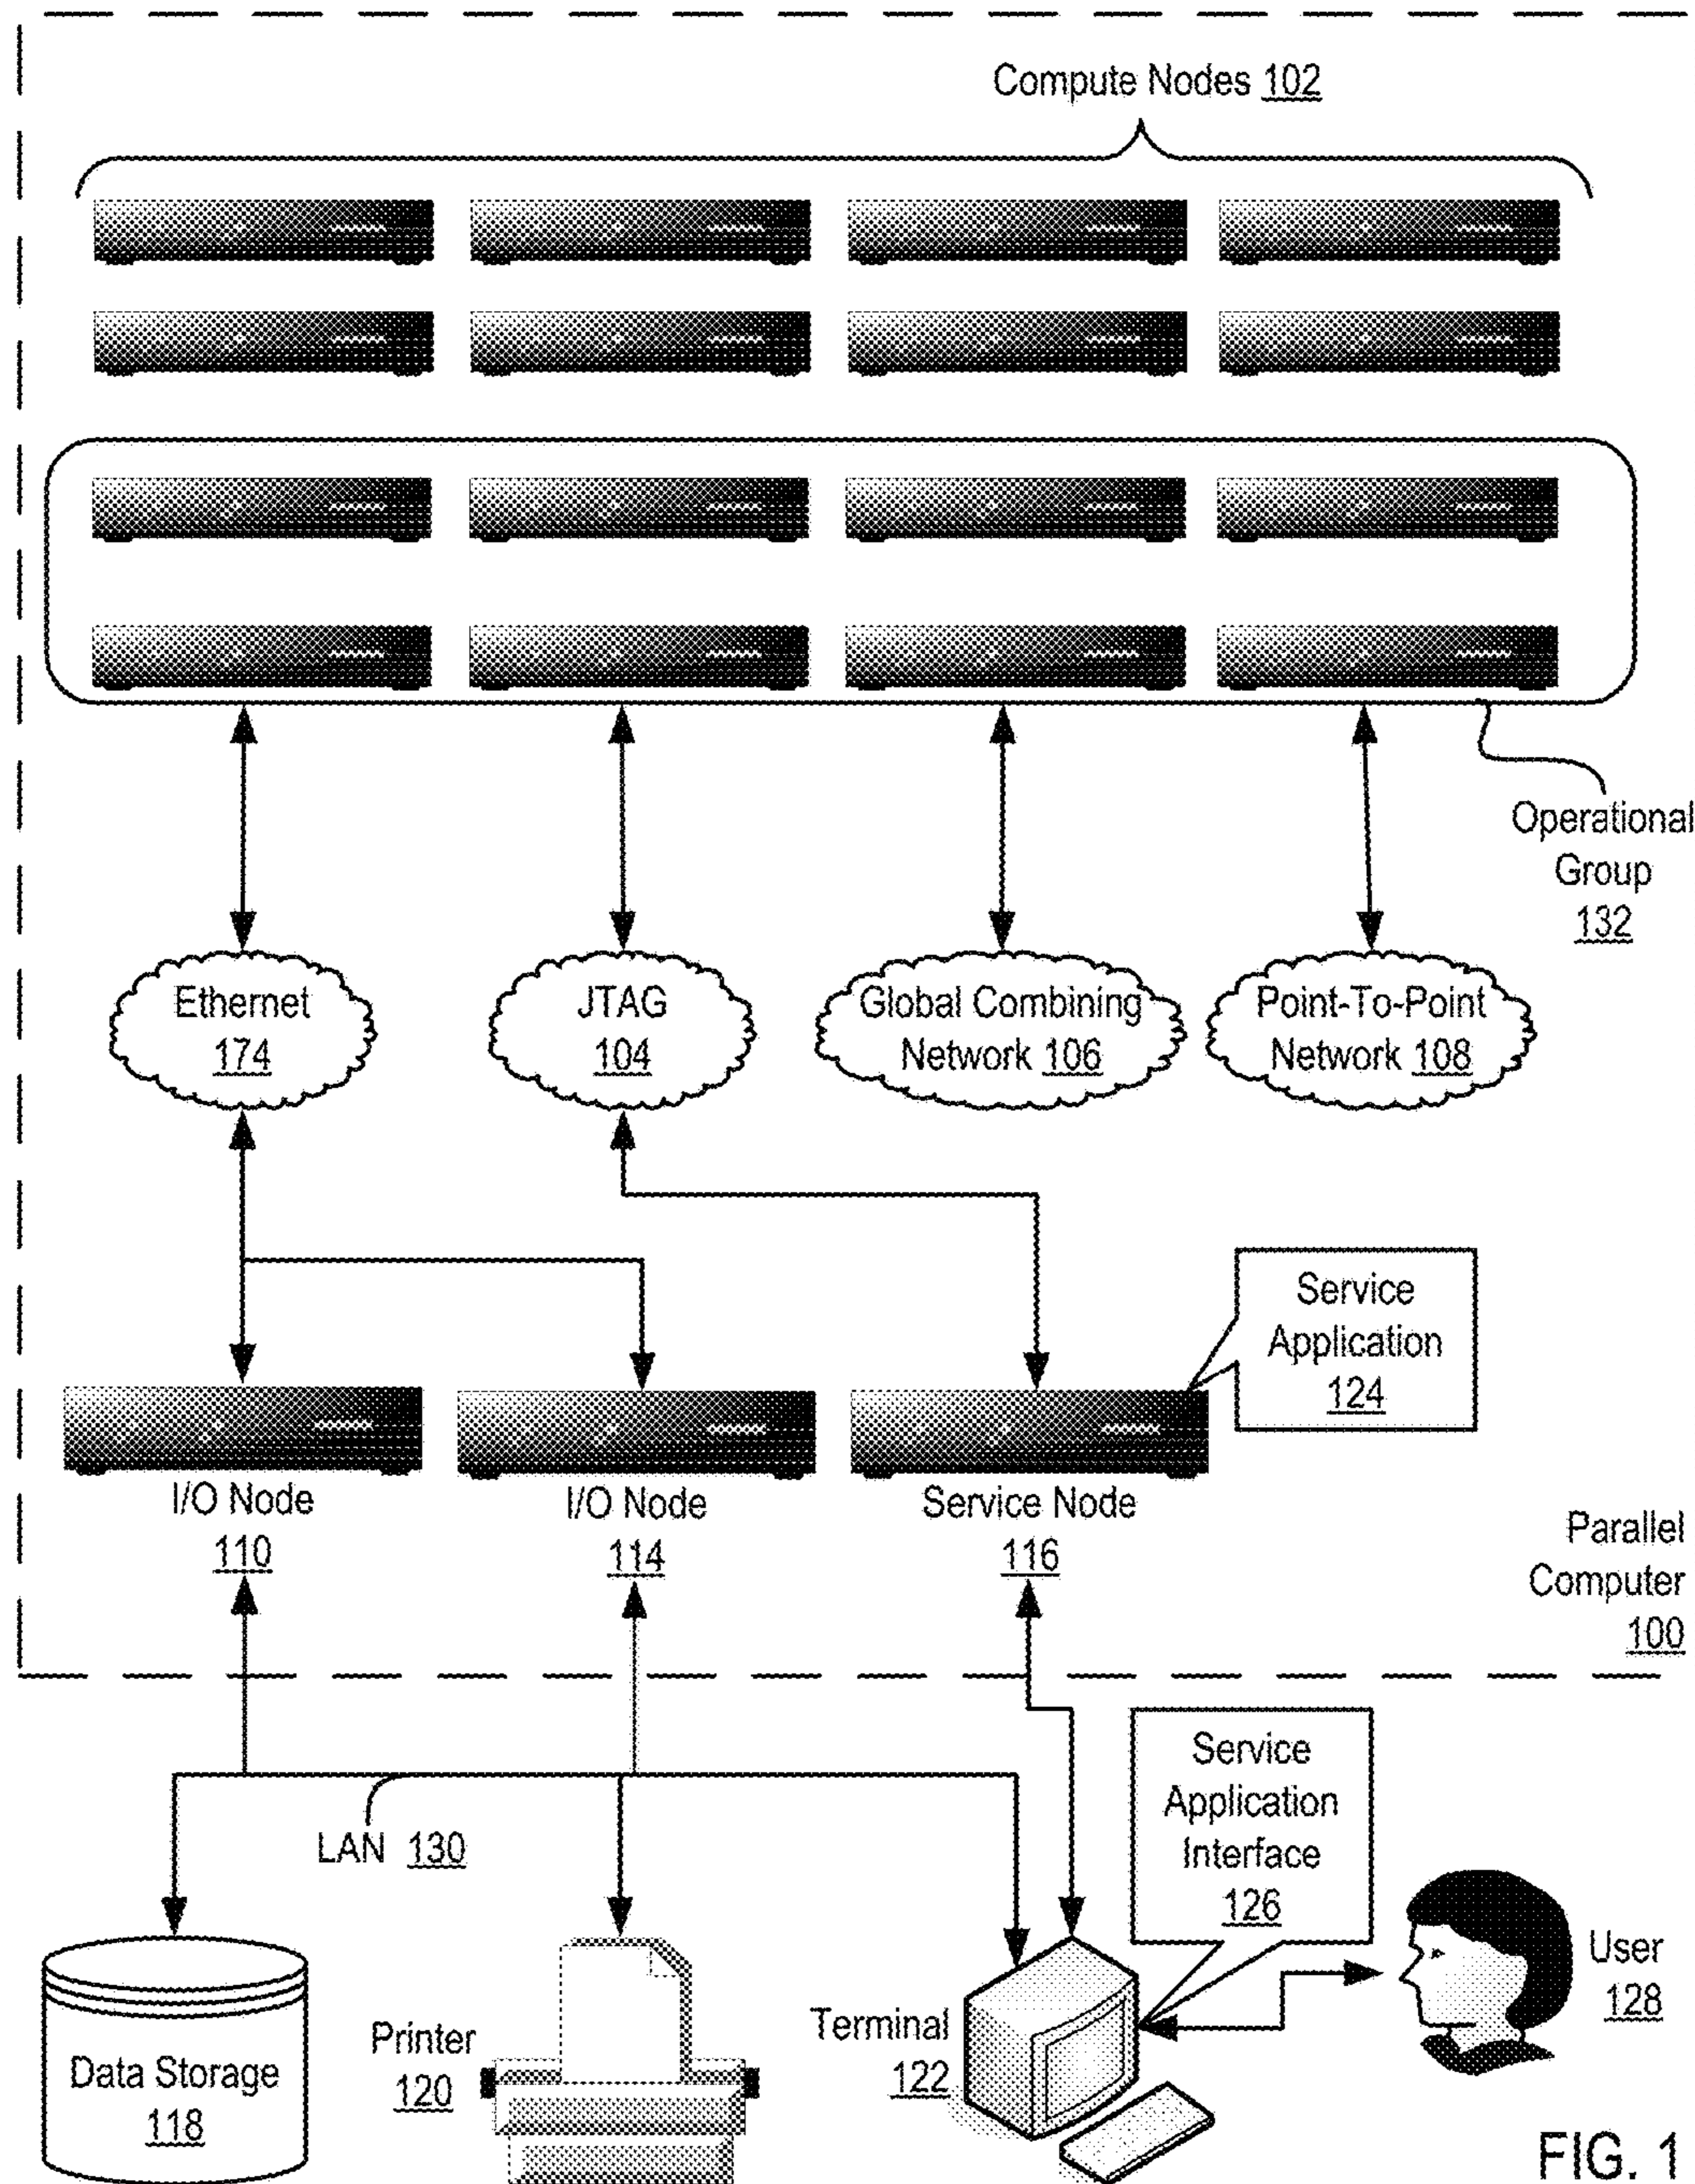 Compute Nodes 102
Operational
Group
132
Ethernet
174
JTAG
104
Global Combining
Network 106
Point-To-Point
Network 108
Service
Application
124
I/O Node
110
I/O Node
114
Service Node
116
Parallel
Computer
100
Service
Application
Interface
126
LAN 130
User
128
Data Storage
118
Printer
120
Terminal
122
FIG. 1